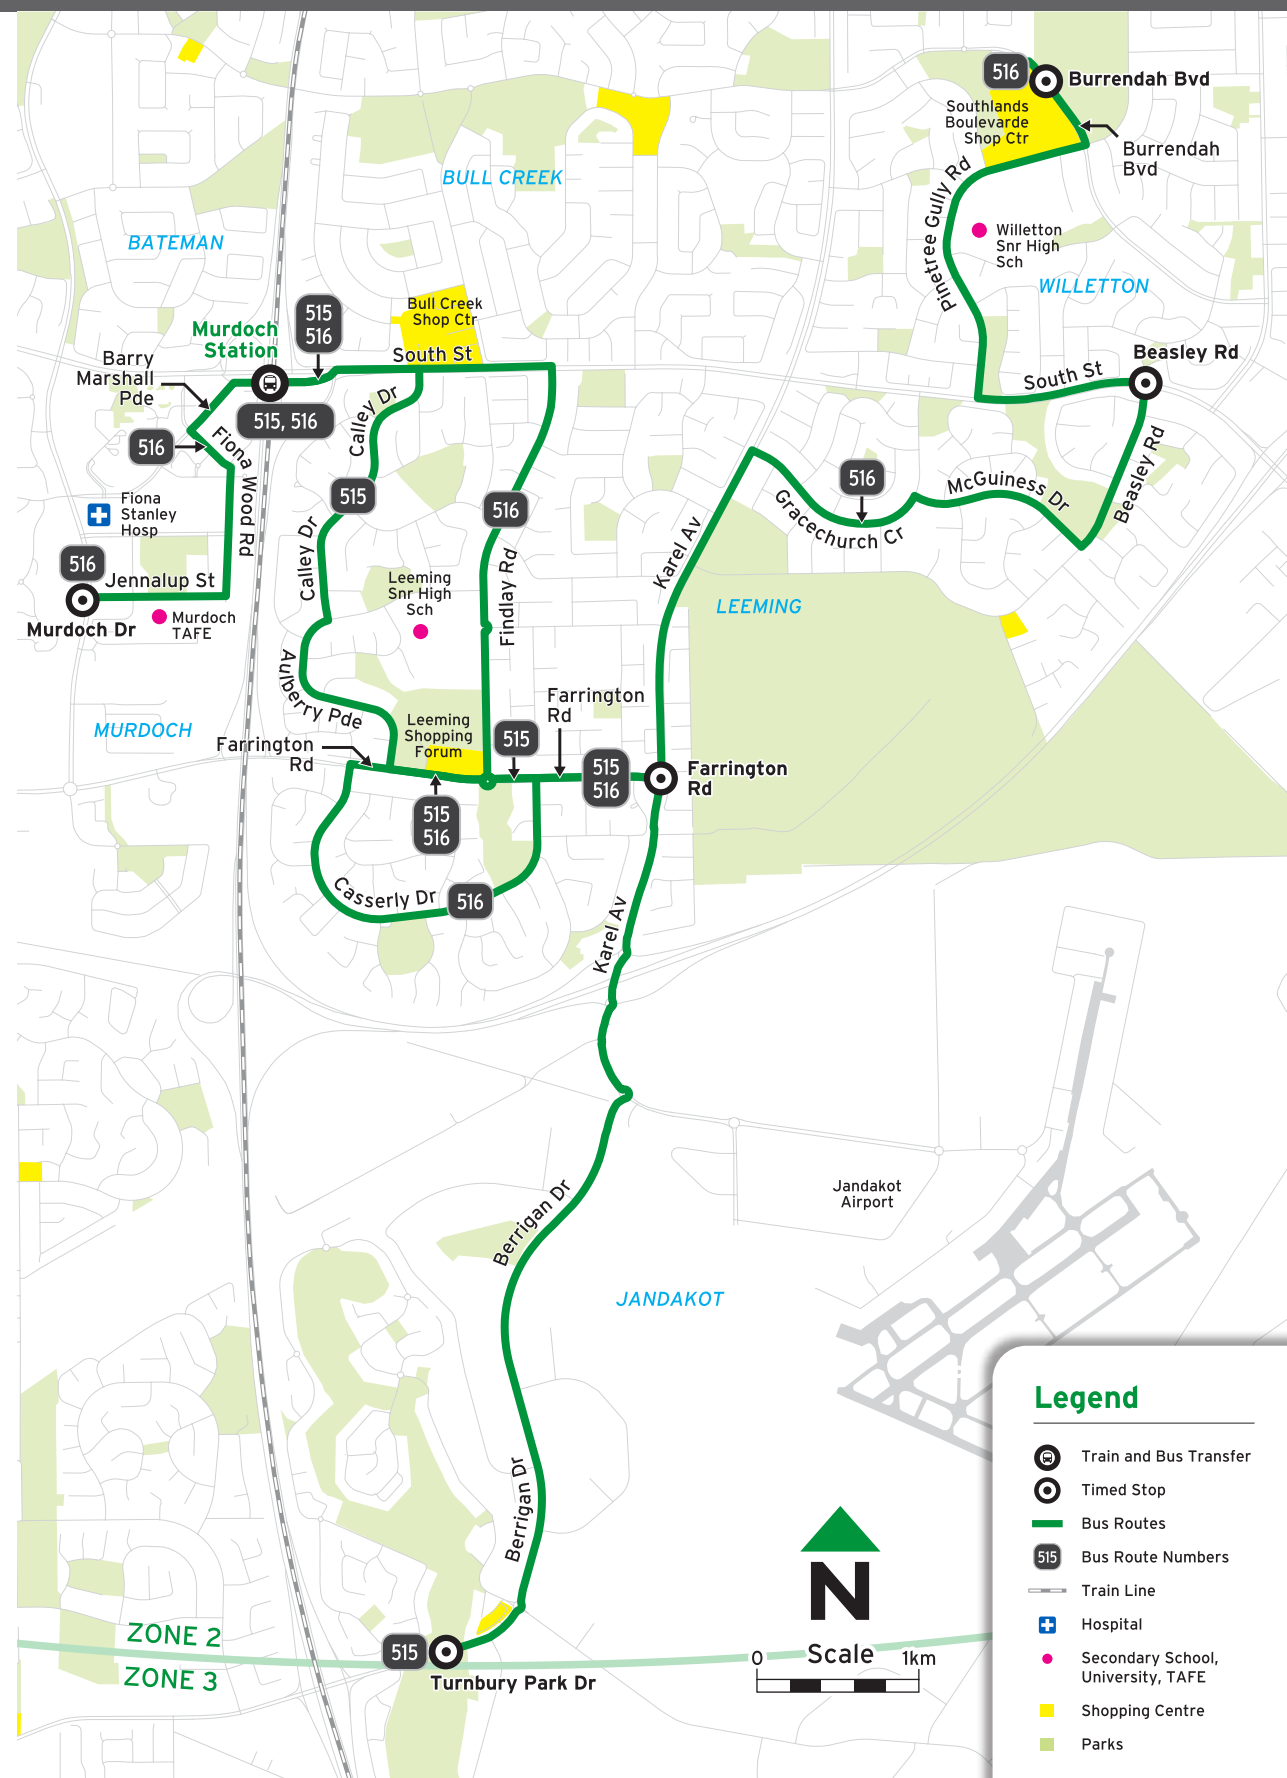 516
Burrendah Bvd
Southlands
Boulevarde
Shop Ctr
Burrendah
Bvd
BULL CREEK
Pinetree Gully Rd
BATEMAN
Willetton
Snr High
Sch
WILLETTON
Bull Creek
Shop Ctr
515
516
Murdoch
Station
South St
Beasley Rd
Barry
Marshall
Pde
South St
515, 516
Calley Dr
516
Fiona Wood Rd
Beasley Rd
516
McGuiness Dr
Gracechurch Cr
515
516
Fiona
Stanley
Hosp
Calley Dr
Karel Av
516
Jennalup St
Leeming
Snr High
Sch
Findlay Rd
LEEMING
Murdoch
TAFE
Murdoch Dr
Aulberry Pde
Farrington
Rd
MURDOCH
Leeming
Shopping
Forum
515
Farrington
Rd
515
516
Farrington
Rd
515
516
Casserly Dr
516
Karel Av
Jandakot
Airport
Berrigan Dr
JANDAKOT
Berrigan Dr
N
ZONE 2
ZONE 3
515
Turnbury Park Dr
0
Scale
1km
Legend
Train and Bus Transfer
Timed Stop
Bus Routes
515
Bus Route Numbers
Train Line
Hospital
Secondary School,
University, TAFE
Shopping Centre
Parks